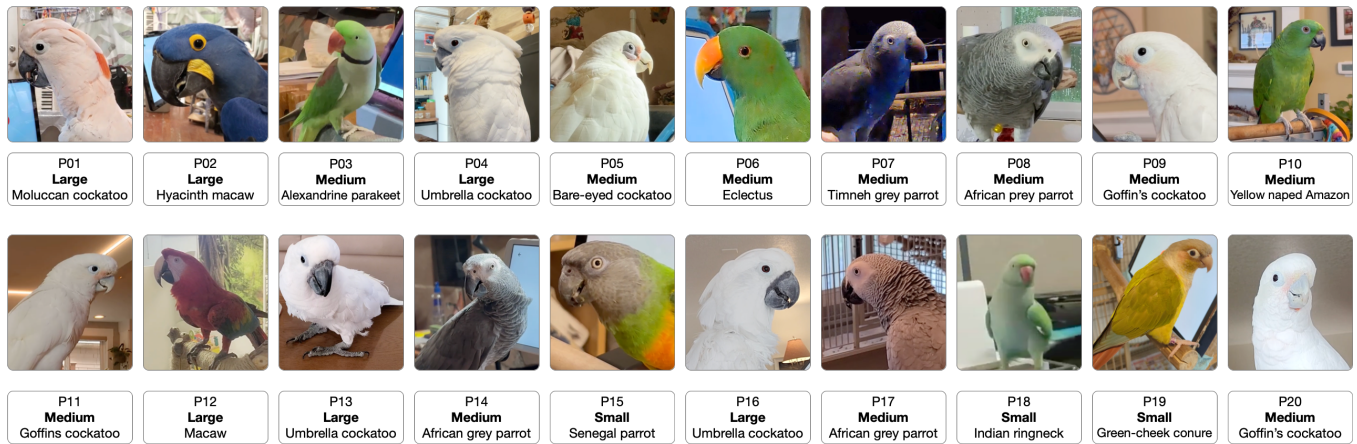 P01
Large
Moluccan cockatoo
P02
Large
Hyacinth macaw
P03
Medium
Alexandrine parakeet
P04
Large
Umbrella cockatoo
P05
Medium
Bare-eyed cockatoo
P06
Medium
Eclectus
P07
Medium
Timneh grey parrot
P08
Medium
African prey parrot
P09
Medium
Goffin's cockatoo
P10
Medium
Yellow naped Amazon
P11
Medium
Goffins cockatoo
P12
Large
Macaw
P13
Large
Umbrella cockatoo
P14
Medium
African grey parrot
P15
Small
Senegal parrot
P16
Large
Umbrella cockatoo
P17
Medium
African grey parrot
P18
Small
Indian ringneck
P19
Small
Green-cheek conure
P20
Medium
Goffin's cockatoo